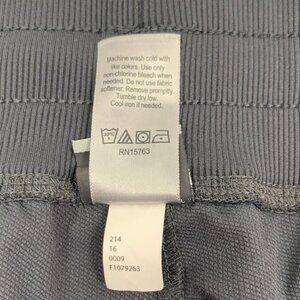 Machine wash cold with
like colors. Use only
non-chlorine bleach when
needed. Do not use fabric
softener. Remove promptly.
Tumble dry low.
Cool iron if needed.
30°C
RN15763
214
16
0009
F1079263